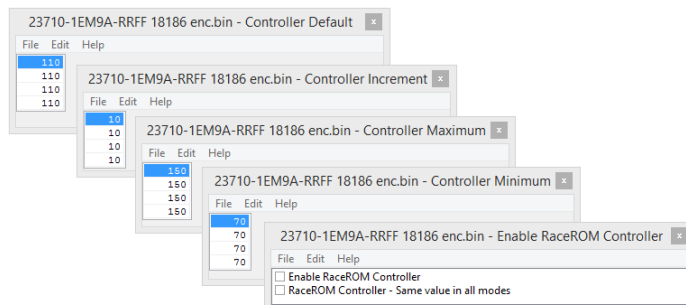 23710-1EM9A-RRFF 18186 enc.bin - Controller Default x
File Edit Help
110
110
110
110
23710-1EM9A-RRFF 18186 enc.bin - Controller Increment x
File Edit Help
10
10
10
10
23710-1EM9A-RRFF 18186 enc.bin - Controller Maximum x
File Edit Help
150
150
150
150
23710-1EM9A-RRFF 18186 enc.bin - Controller Minimum x
File Edit Help
70
70
70
70
23710-1EM9A-RRFF 18186 enc.bin - Enable RaceROM Controller x
File Edit Help
Enable RaceROM Controller
RaceROM Controller - Same value in all modes